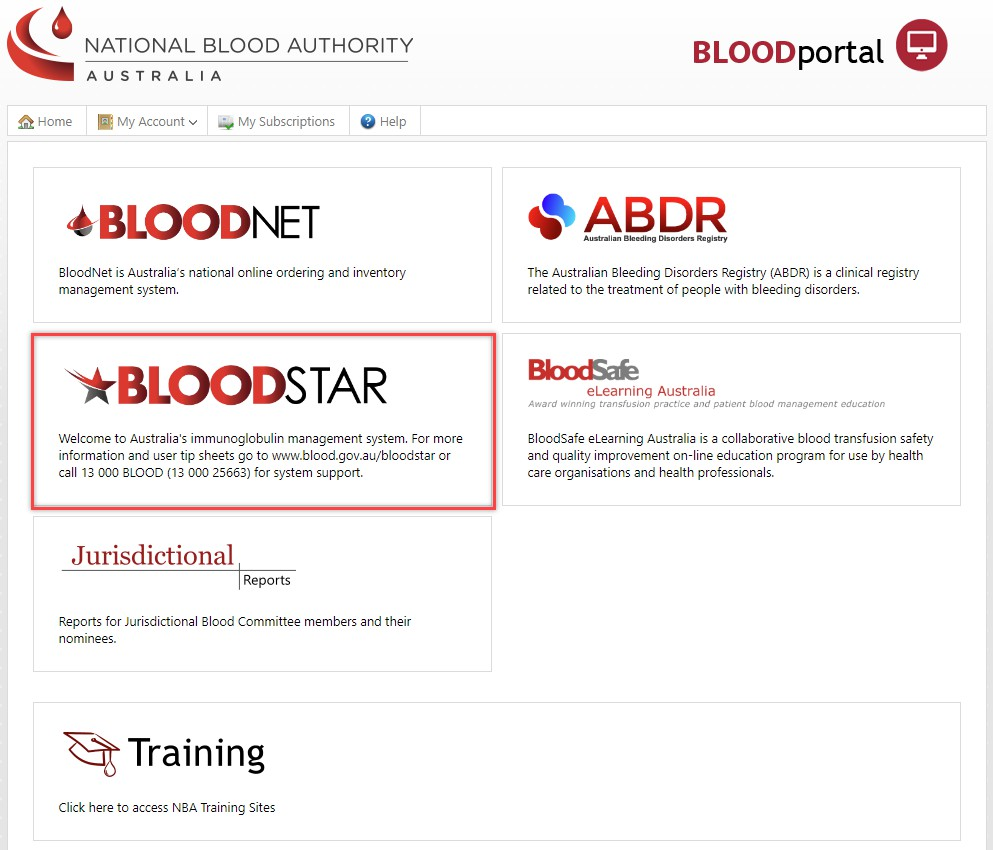 NATIONAL BLOOD AUTHORITY
AUSTRALIA
BLOODportal
Home My Account My Subscriptions Help
BLOODNET
BloodNet is Australia's national online ordering and inventory
management system.
ABDR
Australian Bleeding Disorders Registry
The Australian Bleeding Disorders Registry (ABDR) is a clinical registry
related to the treatment of people with bleeding disorders.
BLOODSTAR
Welcome to Australia's immunoglobulin management system. For more
information and user tip sheets go to www.blood.gov.au/bloodstar or
call 13 000 BLOOD (13 000 25663) for system support.
BloodSafe
eLearning Australia
Award winning transfusion practice and patient blood management education
BloodSafe eLearning Australia is a collaborative blood transfusion safety
and quality improvement on-line education program for use by health
care organisations and health professionals.
Jurisdictional
Reports
Reports for Jurisdictional Blood Committee members and their
nominees.
Training
Click here to access NBA Training Sites